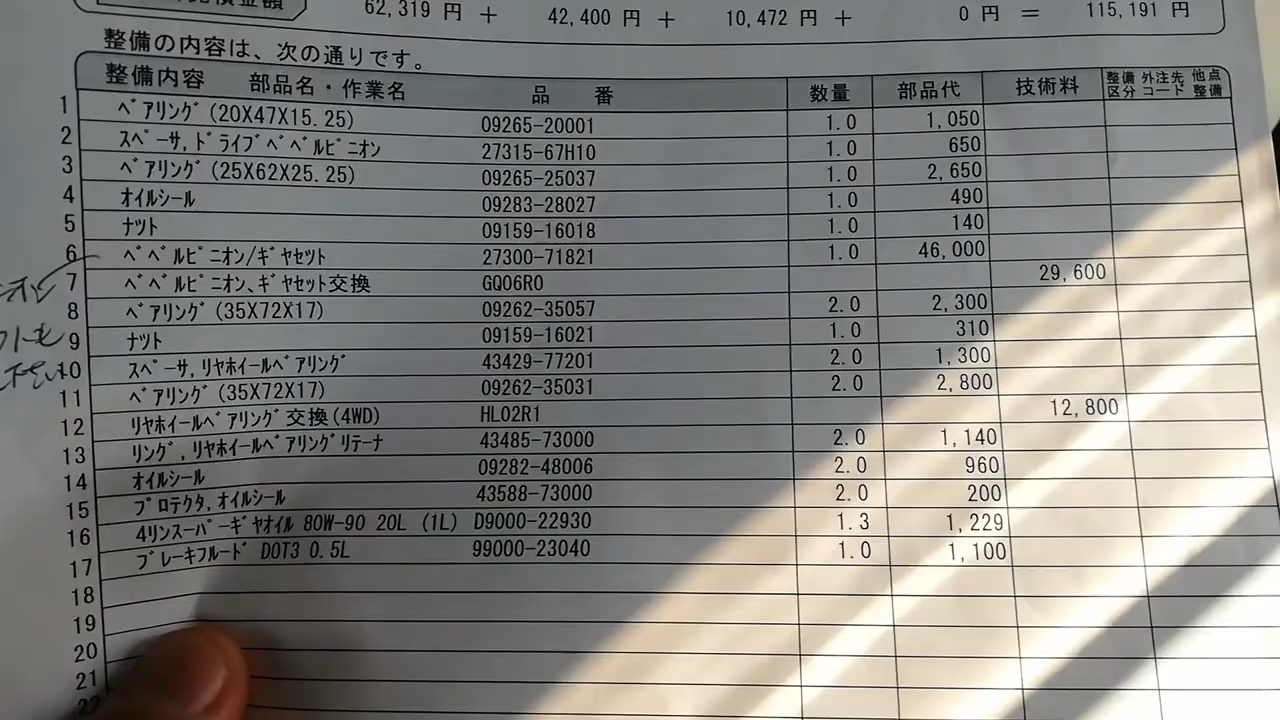 62,319 円 + 42,400 円 + 10,472 円 + 0 円 = 115,191 円
整備の内容は、次の通りです。
整備内容 部品名・作業名 品 番 数量 部品代 技術料 整備区分 外注先コード 他点整備
1 ﾍﾞｱﾘﾝｸﾞ(20X47X15.25) 09265-20001 1.0 1,050
2 ｽﾍﾟｰｻ,ﾄﾞﾗｲﾌﾞﾍﾞﾍﾞﾙﾋﾟﾆｵﾝ 27315-67H10 1.0 650
3 ﾍﾞｱﾘﾝｸﾞ(25X62X25.25) 09265-25037 1.0 2,650
4 ｵｲﾙｼｰﾙ 09283-28027 1.0 490
5 ﾅﾂﾄ 09159-16018 1.0 140
6 ﾍﾞﾍﾞﾙﾋﾟﾆｵﾝ/ｷﾞﾔｾﾂﾄ 27300-71821 1.0 46,000
7 ﾍﾞﾍﾞﾙﾋﾟﾆｵﾝ､ｷﾞﾔｾﾂﾄ交換 GQ06R0 29,600
8 ﾍﾞｱﾘﾝｸﾞ(35X72X17) 09262-35057 2.0 2,300
9 ﾅﾂﾄ 09159-16021 1.0 310
10 ｽﾍﾟｰｻ,ﾘﾔﾎｲｰﾙﾍﾞｱﾘﾝｸﾞ 43429-77201 2.0 1,300
11 ﾍﾞｱﾘﾝｸﾞ(35X72X17) 09262-35031 2.0 2,800
12 ﾘﾔﾎｲｰﾙﾍﾞｱﾘﾝｸﾞ交換(4WD) HL02R1 12,800
13 ﾘﾝｸﾞ,ﾘﾔﾎｲｰﾙﾍﾞｱﾘﾝｸﾞﾘﾃｰﾅ 43485-73000 2.0 1,140
14 ｵｲﾙｼｰﾙ 09282-48006 2.0 960
15 ﾌﾟﾛﾃｸﾀ,ｵｲﾙｼｰﾙ 43588-73000 2.0 200
16 4ﾘﾝｽｰﾊﾟｰｷﾞﾔｵｲﾙ 80W-90 20L (1L) D9000-22930 1.3 1,229
17 ﾌﾞﾚｰｷﾌﾙｰﾄﾞ DOT3 0.5L 99000-23040 1.0 1,100
18
19
20
21
22